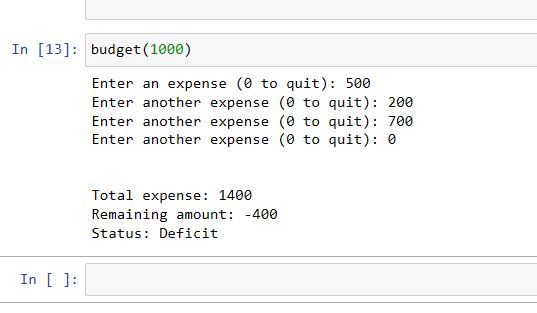 In [13]: budget(1000)
Enter an expense (0 to quit): 500
Enter another expense (0 to quit): 200
Enter another expense (0 to quit): 700
Enter another expense (0 to quit): 0
Total expense: 1400
Remaining amount: -400
Status: Deficit
In [ ]: